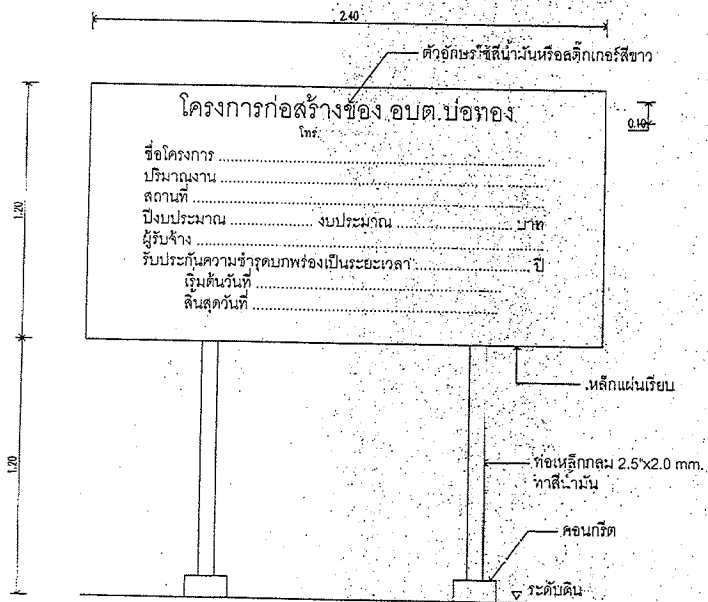 2.40
ตัวอักษรใช้สีน้ำมันหรือสติ๊กเกอร์สีขาว
โครงการก่อสร้างของ อบต.บ่อทอง
0.10
โทร.
ชื่อโครงการ ................................
ปริมาณงาน ................................
สถานที่ ................................
1.20
ปีงบประมาณ ................ งบประมาณ ................ บาท
ผู้รับจ้าง ................................
รับประกันความชำรุดบกพร่องเป็นระยะเวลา ................ ปี
เริ่มต้นวันที่ ................................
สิ้นสุดวันที่ ................................
เหล็กแผ่นเรียบ
1.20
ท่อเหล็กกลม 2.5"x2.0 mm.
ทาสีน้ำมัน
คอนกรีต
ระดับดิน